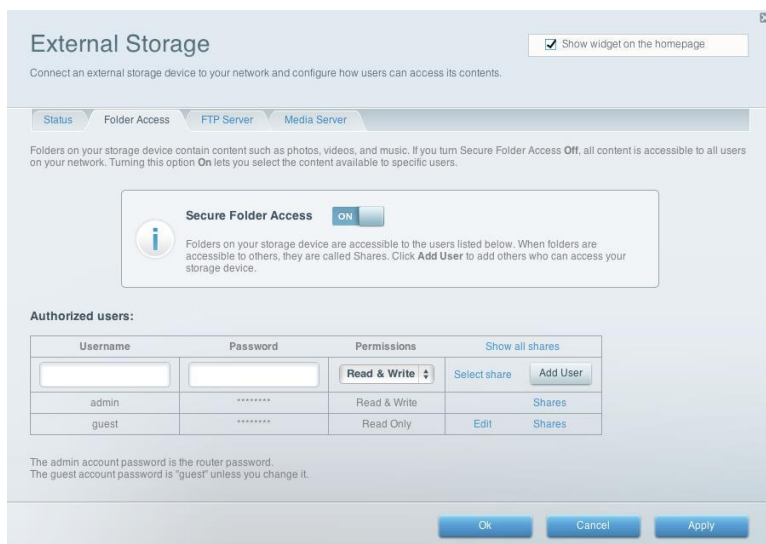 External Storage
Show widget on the homepage
Connect an external storage device to your network and configure how users can access its contents.
Status Folder Access FTP Server Media Server
Folders on your storage device contain content such as photos, videos, and music. If you turn Secure Folder Access Off, all content is accessible to all users
on your network. Turning this option On lets you select the content available to specific users.
Secure Folder Access ON
i
Folders on your storage device are accessible to the users listed below. When folders are
accessible to others, they are called Shares. Click Add User to add others who can access your
storage device.
Authorized users:
Username Password Permissions Show all shares
Read & Write Select share Add User
admin ******** Read & Write Shares
guest ******** Read Only Edit Shares
The admin account password is the router password.
The guest account password is "guest" unless you change it.
Ok Cancel Apply